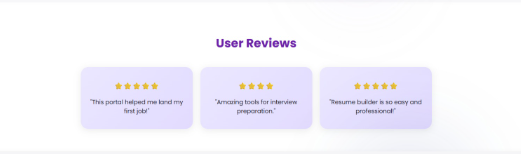 User Reviews
"This portal helped me land my
first job!"
"Amazing tools for interview
preparation."
"Resume builder is so easy and
professional!"